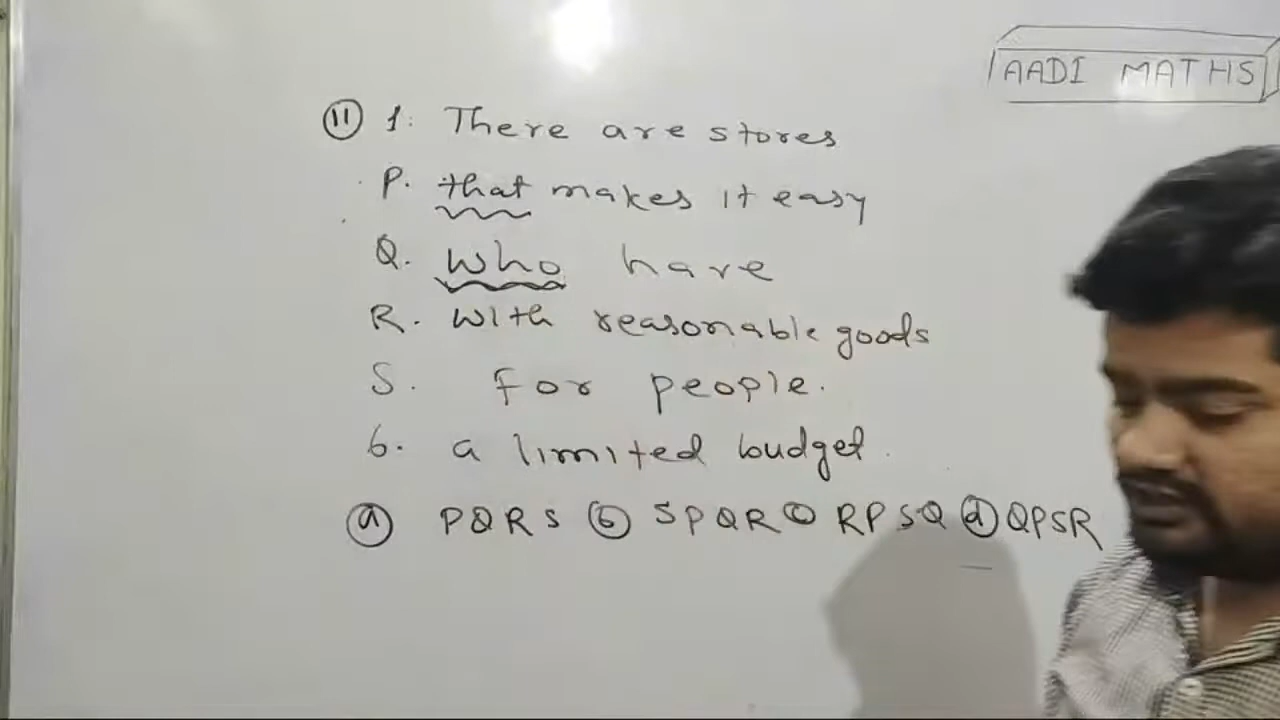 AADI MATHS
11 1. There are stores
P. that makes it easy
Q. who have
R. with reasonable goods
S. for people.
6. a limited budget.
a PQRS b SPQR c RPSQ d QPSR